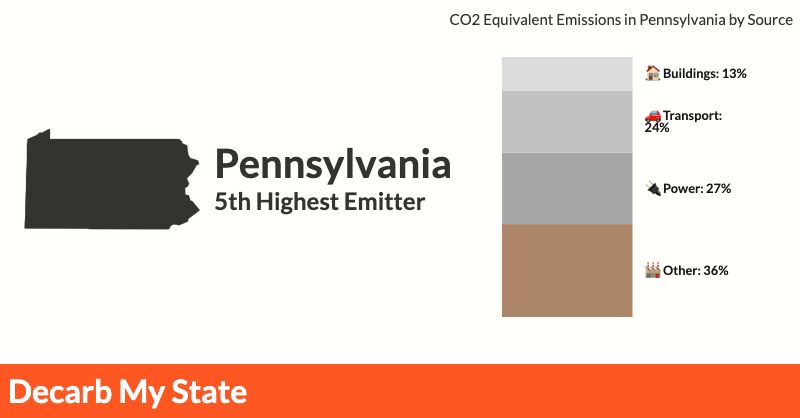 CO2 Equivalent Emissions in Pennsylvania by Source
Pennsylvania
5th Highest Emitter
Buildings: 13%
Transport:
24%
Power: 27%
Other: 36%
Decarb My State